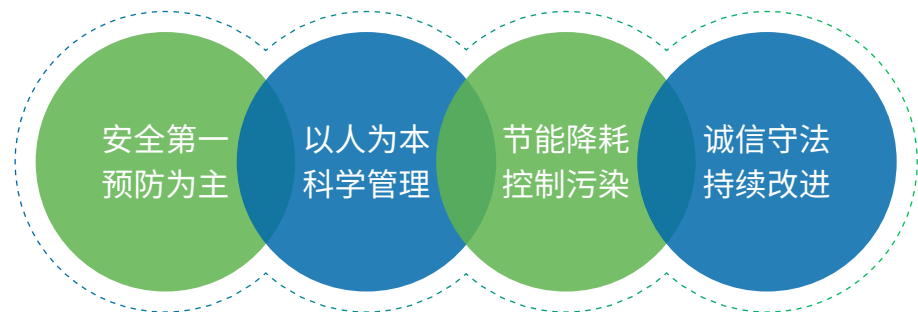 安全第一
预防为主
以人为本
科学管理
节能降耗
控制污染
诚信守法
持续改进